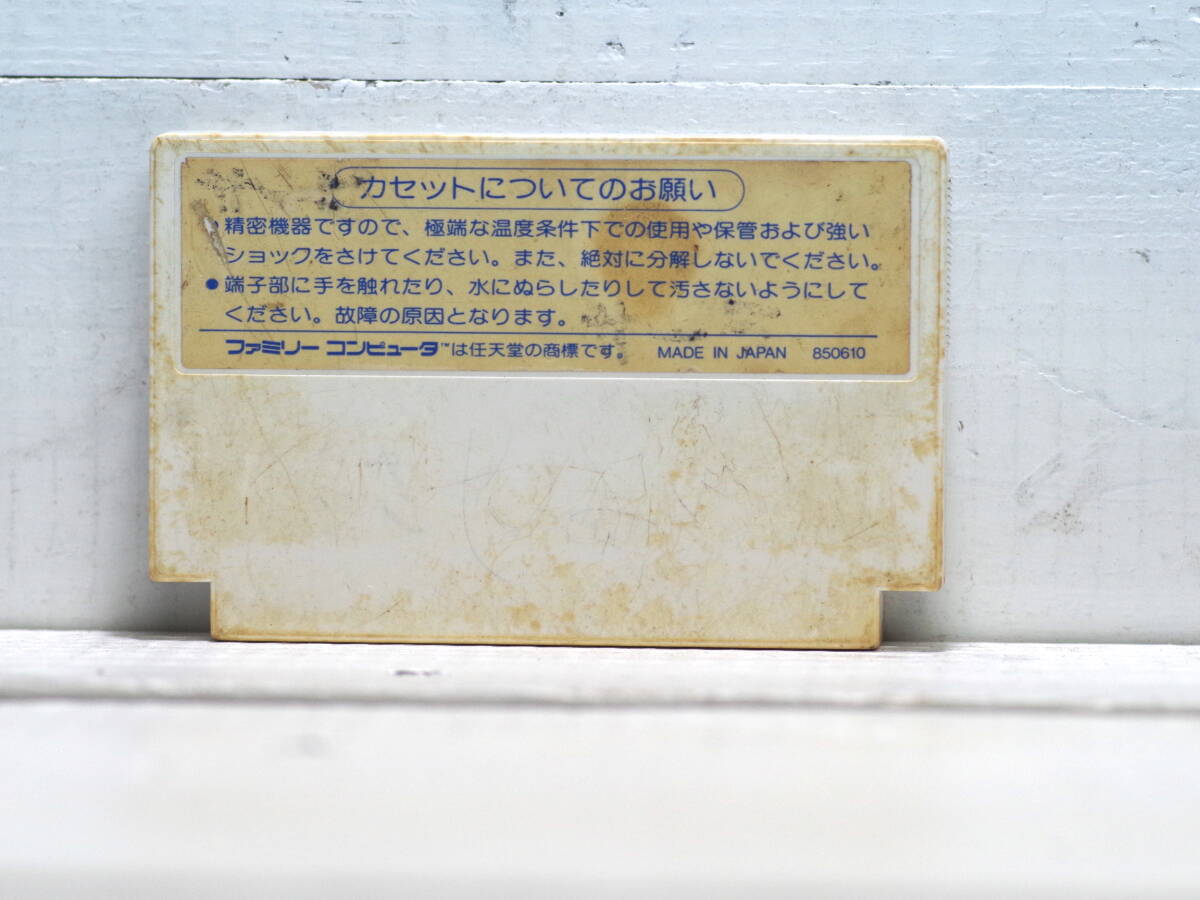 カセットについてのお願い
● 精密機器ですので、極端な温度条件下での使用や保管および強い
ショックをさけてください。また、絶対に分解しないでください。
● 端子部に手を触れたり、水にぬらしたりして汚さないようにして
ください。故障の原因となります。
ファミリー コンピュータ™は任天堂の商標です。 MADE IN JAPAN 850610